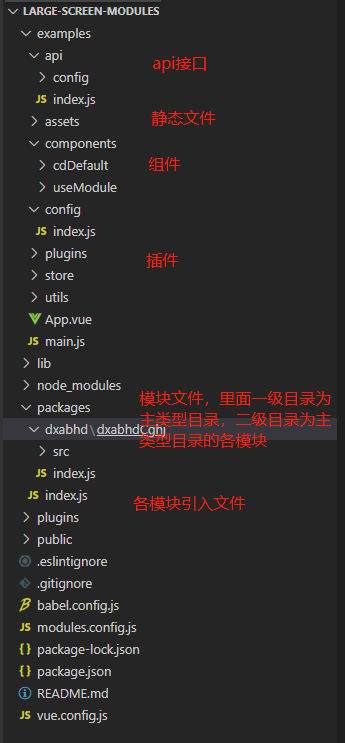 LARGE-SCREEN-MODULES
examples
api
api接口
config
JS index.js
assets
静态文件
components
cdDefault
组件
useModule
config
JS index.js
plugins
插件
store
utils
App.vue
JS main.js
lib
node_modules
模块文件，里面一级目录为
packages
主类型目录，二级目录为主
dxabhd\dxabhdCghj
类型目录的各模块
src
JS index.js
JS index.js
各模块引入文件
plugins
public
.eslintignore
.gitignore
babel.config.js
JS modules.config.js
{} package-lock.json
{} package.json
README.md
JS vue.config.js